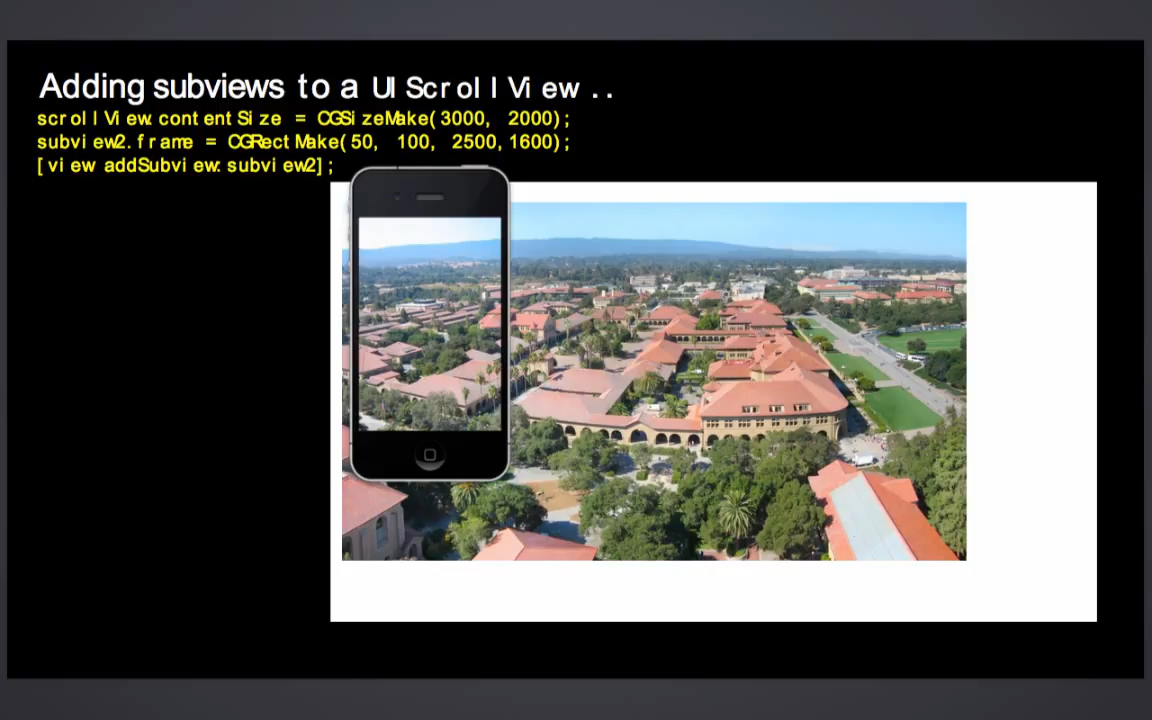 Adding subviews to a UIScrollView ..
scrollView.contentSize = CGSizeMake(3000, 2000);
subview2.frame = CGRectMake(50, 100, 2500,1600);
[view addSubview:subview2];